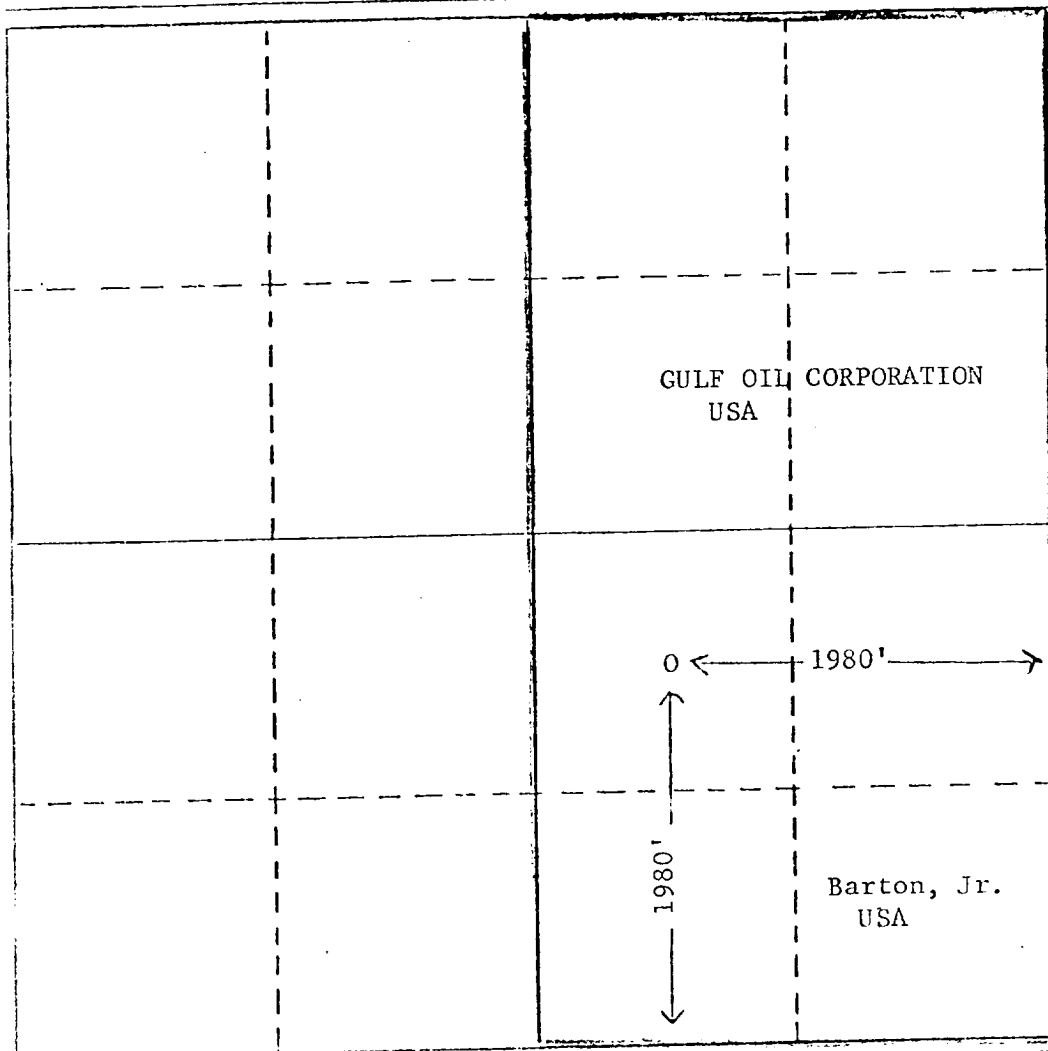 GULF OIL CORPORATION
USA
O 1980'
1980'
Barton, Jr.
USA